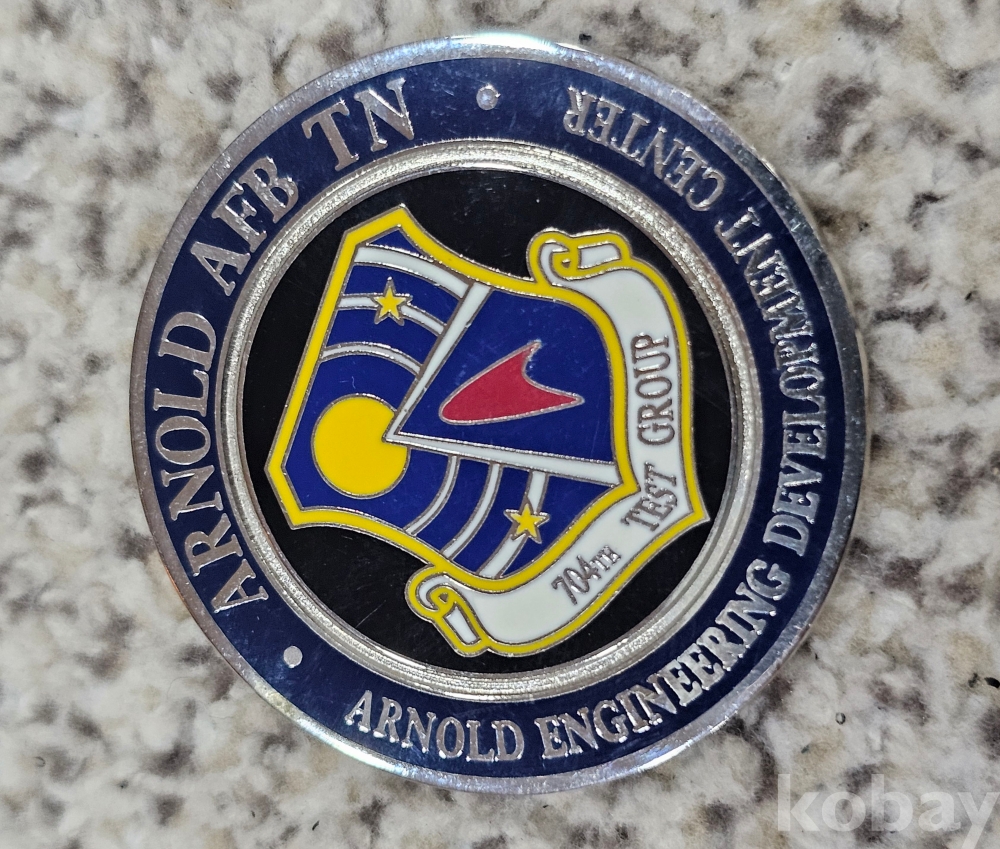 ARNOLD AFB TN
ARNOLD ENGINEERING DEVELOPMENT CENTER
704TH TEST GROUP
kobay